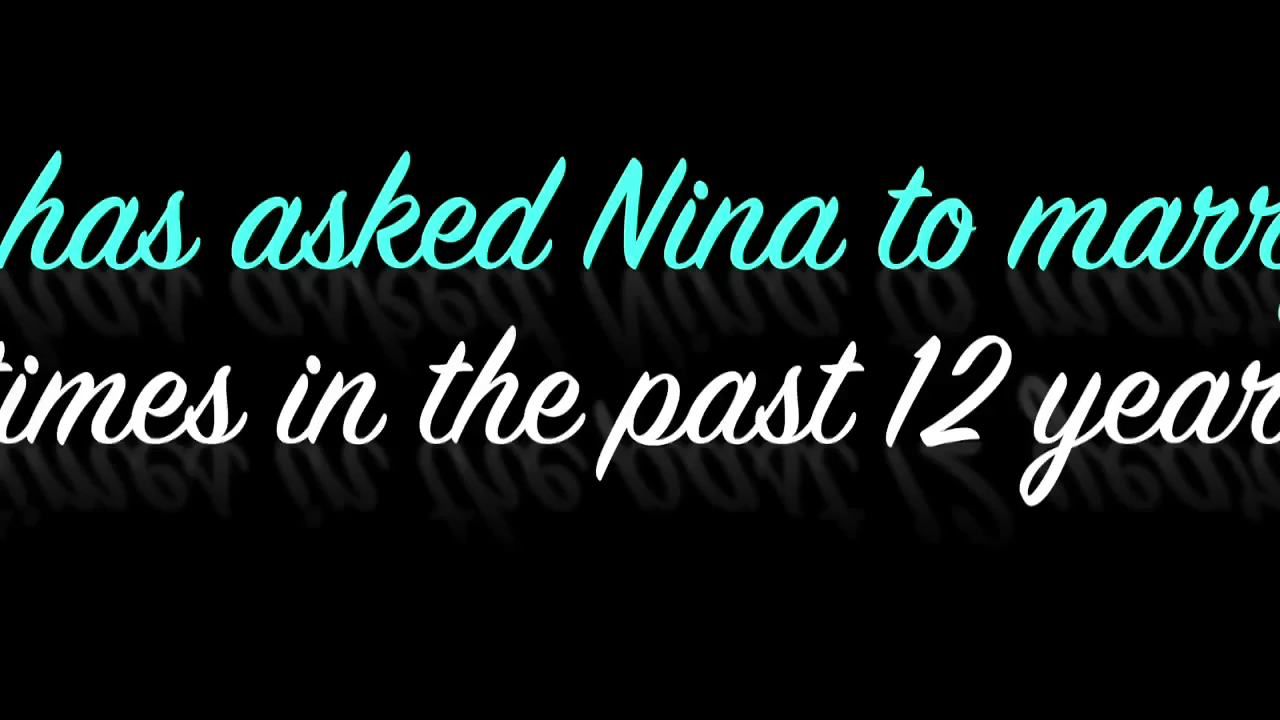 has asked Nina to marr
times in the past 12 year